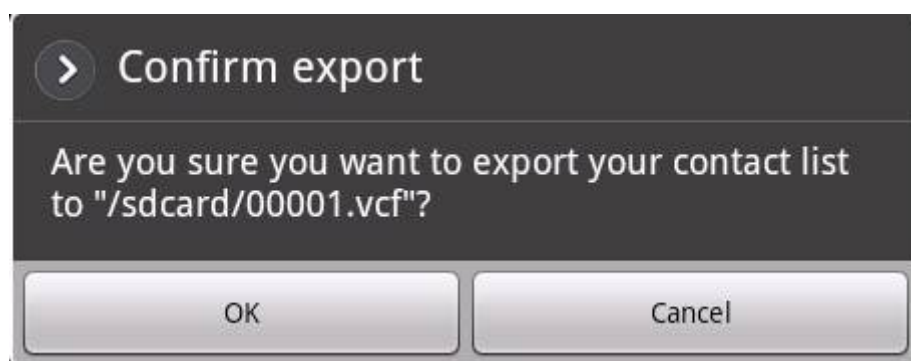 Confirm export
Are you sure you want to export your contact list
to "/sdcard/00001.vcf"?
OK
Cancel